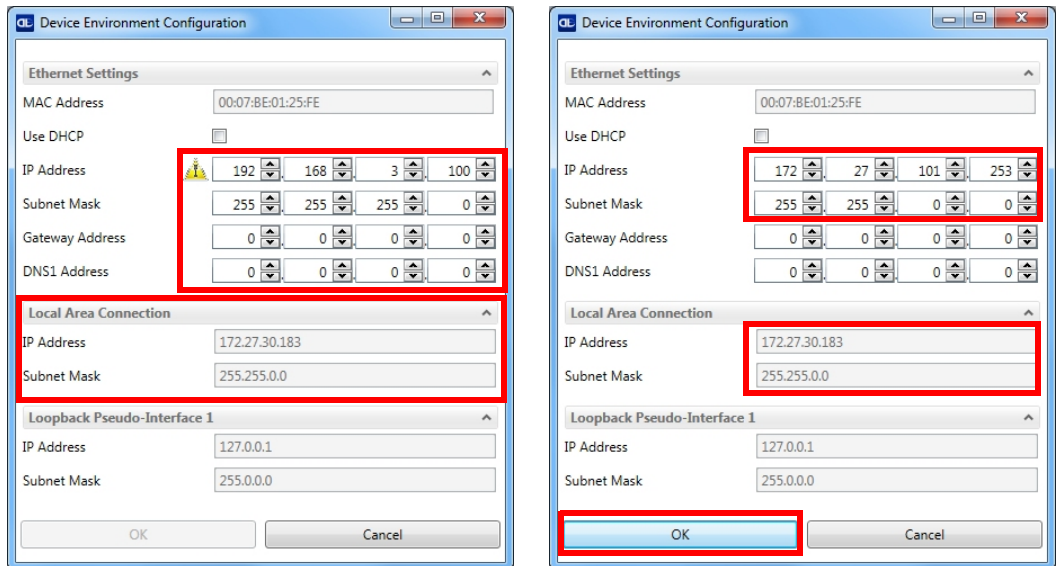 Device Environment Configuration
Ethernet Settings
MAC Address 00:07:BE:01:25:FE
Use DHCP
IP Address 192 . 168 . 3 . 100
Subnet Mask 255 . 255 . 255 . 0
Gateway Address 0 . 0 . 0 . 0
DNS1 Address 0 . 0 . 0 . 0
Local Area Connection
IP Address 172.27.30.183
Subnet Mask 255.255.0.0
Loopback Pseudo-Interface 1
IP Address 127.0.0.1
Subnet Mask 255.0.0.0
OK Cancel
Device Environment Configuration
Ethernet Settings
MAC Address 00:07:BE:01:25:FE
Use DHCP
IP Address 172 . 27 . 101 . 253
Subnet Mask 255 . 255 . 0 . 0
Gateway Address 0 . 0 . 0 . 0
DNS1 Address 0 . 0 . 0 . 0
Local Area Connection
IP Address 172.27.30.183
Subnet Mask 255.255.0.0
Loopback Pseudo-Interface 1
IP Address 127.0.0.1
Subnet Mask 255.0.0.0
OK Cancel